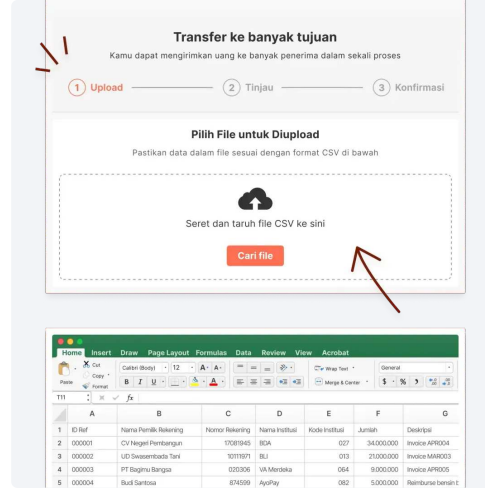 Transfer ke banyak tujuan
Kamu dapat mengirimkan uang ke banyak penerima dalam sekali proses
1 Upload 2 Tinjau 3 Konfirmasi
Pilih File untuk Diupload
Pastikan data dalam file sesuai dengan format CSV di bawah
Seret dan taruh file CSV ke sini
Cari file
Home Insert Draw Page Layout Formulas Data Review View Acrobat
Cut Calibri (Body) 12 A A Wrap Text General
Copy
Paste Format B I U A Merge & Center $ % 9
T11 fx
A B C D E F G
1 ID Ref Nama Pemilik Rekening Nomor Rekening Nama Institusi Kode Institusi Jumlah Deskripsi
2 000001 CV Negeri Pembangun 17081945 BDA 027 34.000.000 Invoice APR004
3 000002 UD Swasembada Tani 10111971 BLI 013 21.000.000 Invoice MAR003
4 000003 PT Bagimu Bangsa 020306 VA Merdeka 064 9.000.000 Invoice APR005
5 000004 Budi Santosa 874599 AyoPay 082 5.000.000 Reimburse bensin